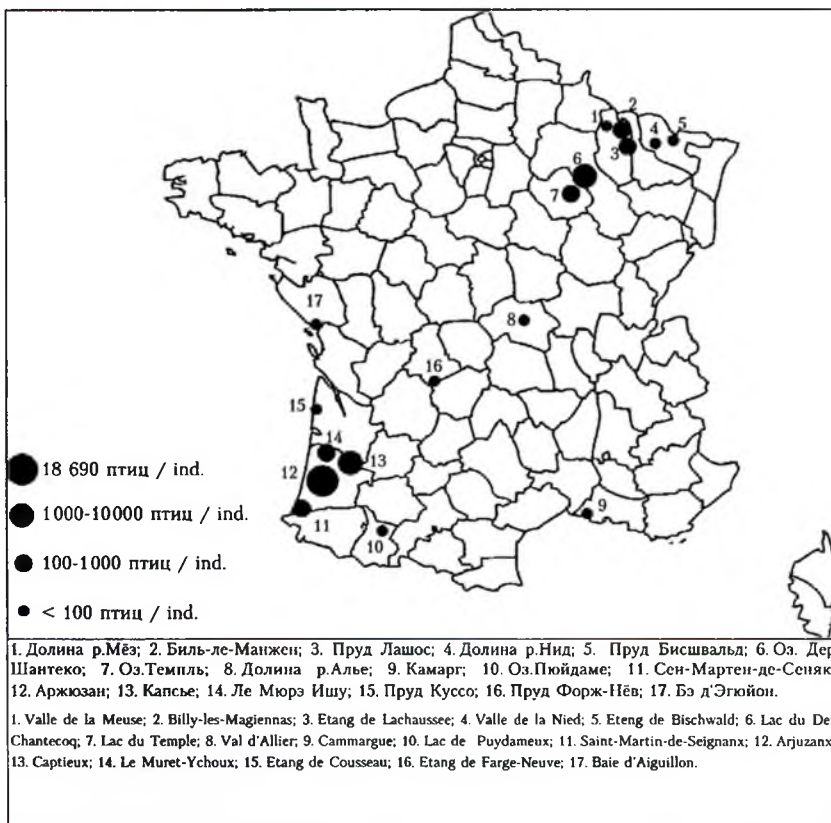 1
2
3
4
5
6
7
8
17
16
15
14
13
12
11
10
9
18 690 птиц / ind.
1000-10000 птиц / ind.
100-1000 птиц / ind.
< 100 птиц / ind.
1. Долина р.Мёз; 2. Биль-ле-Манжен; 3. Пруд Лашос; 4. Долина р.Нид; 5. Пруд Бисшвальд; 6. Оз. Дер
Шантеко; 7. Оз.Темпль; 8. Долина р.Алье; 9. Камарг; 10. Оз.Пюйдаме; 11. Сен-Мартен-де-Сеняк
12. Аржюзан; 13. Капсье; 14. Ле Мюрэ Ишу; 15. Пруд Куссо; 16. Пруд Форж-Нёв; 17. Бэ д'Эгюйон.
1. Valle de la Meuse; 2. Billy-les-Magiennas; 3. Etang de Lachaussee; 4. Valle de la Nied; 5. Eteng de Bischwald; 6. Lac du De
Chantecoq; 7. Lac du Temple; 8. Val d'Allier; 9. Cammargue; 10. Lac de Puydameux; 11. Saint-Martin-de-Seignanx; 12. Arjuzanx
13. Captieux; 14. Le Muret-Ychoux; 15. Etang de Cousseau; 16. Etang de Farge-Neuve; 17. Baie d'Aiguillon.